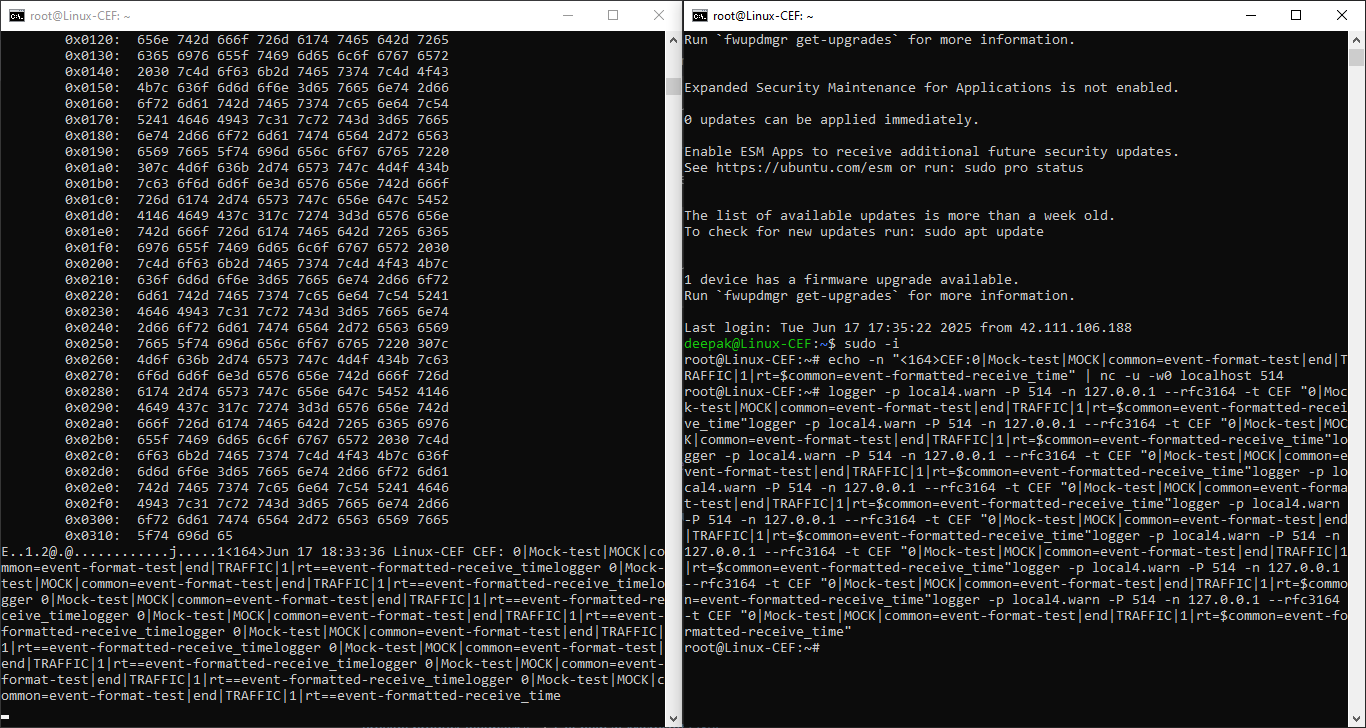 root@Linux-CEF: ~
0x0120: 656e 742d 666f 726d 6174 7465 642d 7265
0x0130: 6365 6976 655f 7469 6d65 6c6f 6767 6572
0x0140: 2030 7c4d 6f63 6b2d 7465 7374 7c4d 4f43
0x0150: 4b7c 636f 6d6d 6f6e 3d65 7665 6e74 2d66
0x0160: 6f72 6d61 742d 7465 7374 7c65 6e64 7c54
0x0170: 5241 4646 4943 7c31 7c72 743d 3d65 7665
0x0180: 6e74 2d66 6f72 6d61 7474 6564 2d72 6563
0x0190: 6569 7665 5f74 696d 656c 6f67 6765 7220
0x01a0: 307c 4d6f 636b 2d74 6573 747c 4d4f 434b
0x01b0: 7c63 6f6d 6d6f 6e3d 6576 656e 742d 666f
0x01c0: 726d 6174 2d74 6573 747c 656e 647c 5452
0x01d0: 4146 4649 437c 317c 7274 3d3d 6576 656e
0x01e0: 742d 666f 726d 6174 7465 642d 7265 6365
0x01f0: 6976 655f 7469 6d65 6c6f 6767 6572 2030
0x0200: 7c4d 6f63 6b2d 7465 7374 7c4d 4f43 4b7c
0x0210: 636f 6d6d 6f6e 3d65 7665 6e74 2d66 6f72
0x0220: 6d61 742d 7465 7374 7c65 6e64 7c54 5241
0x0230: 4646 4943 7c31 7c72 743d 3d65 7665 6e74
0x0240: 2d66 6f72 6d61 7474 6564 2d72 6563 6569
0x0250: 7665 5f74 696d 656c 6f67 6765 7220 307c
0x0260: 4d6f 636b 2d74 6573 747c 4d4f 434b 7c63
0x0270: 6f6d 6d6f 6e3d 6576 656e 742d 666f 726d
0x0280: 6174 2d74 6573 747c 656e 647c 5452 4146
0x0290: 4649 437c 317c 7274 3d3d 6576 656e 742d
0x02a0: 666f 726d 6174 7465 642d 7265 6365 6976
0x02b0: 655f 7469 6d65 6c6f 6767 6572 2030 7c4d
0x02c0: 6f63 6b2d 7465 7374 7c4d 4f43 4b7c 636f
0x02d0: 6d6d 6f6e 3d65 7665 6e74 2d66 6f72 6d61
0x02e0: 742d 7465 7374 7c65 6e64 7c54 5241 4646
0x02f0: 4943 7c31 7c72 743d 3d65 7665 6e74 2d66
0x0300: 6f72 6d61 7474 6564 2d72 6563 6569 7665
0x0310: 5f74 696d 65
E..1.2@.@............j.....1<164>Jun 17 18:33:36 Linux-CEF CEF: 0|Mock-test|MOCK|co
mmon=event-format-test|end|TRAFFIC|1|rt==event-formatted-receive_timelogger 0|Mock-
test|MOCK|common=event-format-test|end|TRAFFIC|1|rt==event-formatted-receive_timelo
gger 0|Mock-test|MOCK|common=event-format-test|end|TRAFFIC|1|rt==event-formatted-re
ceive_timelogger 0|Mock-test|MOCK|common=event-format-test|end|TRAFFIC|1|rt==event-
formatted-receive_timelogger 0|Mock-test|MOCK|common=event-format-test|end|TRAFFIC|
1|rt==event-formatted-receive_timelogger 0|Mock-test|MOCK|common=event-format-test|
end|TRAFFIC|1|rt==event-formatted-receive_timelogger 0|Mock-test|MOCK|common=event-
format-test|end|TRAFFIC|1|rt==event-formatted-receive_timelogger 0|Mock-test|MOCK|c
ommon=event-format-test|end|TRAFFIC|1|rt==event-formatted-receive_time
root@Linux-CEF: ~
Run `fwupdmgr get-upgrades` for more information.
Expanded Security Maintenance for Applications is not enabled.
0 updates can be applied immediately.
Enable ESM Apps to receive additional future security updates.
See https://ubuntu.com/esm or run: sudo pro status
The list of available updates is more than a week old.
To check for new updates run: sudo apt update
1 device has a firmware upgrade available.
Run `fwupdmgr get-upgrades` for more information.
Last login: Tue Jun 17 17:35:22 2025 from 42.111.106.188
deepak@Linux-CEF:~$ sudo -i
root@Linux-CEF:~# echo -n "<164>CEF:0|Mock-test|MOCK|common=event-format-test|end|T
RAFFIC|1|rt=$common=event-formatted-receive_time" | nc -u -w0 localhost 514
root@Linux-CEF:~# logger -p local4.warn -P 514 -n 127.0.0.1 --rfc3164 -t CEF "0|Moc
k-test|MOCK|common=event-format-test|end|TRAFFIC|1|rt=$common=event-formatted-recei
ve_time"logger -p local4.warn -P 514 -n 127.0.0.1 --rfc3164 -t CEF "0|Mock-test|MOC
K|common=event-format-test|end|TRAFFIC|1|rt=$common=event-formatted-receive_time"lo
gger -p local4.warn -P 514 -n 127.0.0.1 --rfc3164 -t CEF "0|Mock-test|MOCK|common=e
vent-format-test|end|TRAFFIC|1|rt=$common=event-formatted-receive_time"logger -p lo
cal4.warn -P 514 -n 127.0.0.1 --rfc3164 -t CEF "0|Mock-test|MOCK|common=event-forma
t-test|end|TRAFFIC|1|rt=$common=event-formatted-receive_time"logger -p local4.warn
-P 514 -n 127.0.0.1 --rfc3164 -t CEF "0|Mock-test|MOCK|common=event-format-test|end
|TRAFFIC|1|rt=$common=event-formatted-receive_time"logger -p local4.warn -P 514 -n
127.0.0.1 --rfc3164 -t CEF "0|Mock-test|MOCK|common=event-format-test|end|TRAFFIC|1
|rt=$common=event-formatted-receive_time"logger -p local4.warn -P 514 -n 127.0.0.1
--rfc3164 -t CEF "0|Mock-test|MOCK|common=event-format-test|end|TRAFFIC|1|rt=$commo
n=event-formatted-receive_time"logger -p local4.warn -P 514 -n 127.0.0.1 --rfc3164
-t CEF "0|Mock-test|MOCK|common=event-format-test|end|TRAFFIC|1|rt=$common=event-fo
rmatted-receive_time"
root@Linux-CEF:~#